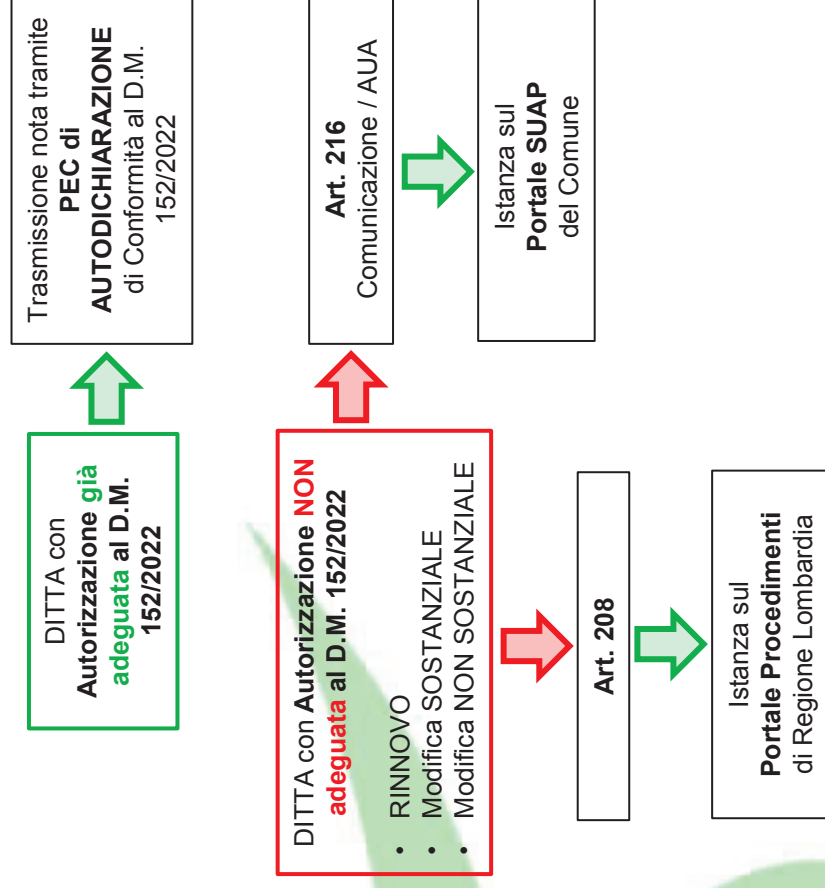 DITTA con
Autorizzazione già
adeguata al D.M.
152/2022
Trasmissione nota tramite
PEC di
AUTODICHIARAZIONE
di Conformità al D.M.
152/2022
DITTA con Autorizzazione NON
adeguata al D.M. 152/2022
• RINNOVO
• Modifica SOSTANZIALE
• Modifica NON SOSTANZIALE
Art. 216
Comunicazione / AUA
Istanza sul
Portale SUAP
del Comune
Art. 208
Istanza sul
Portale Procedimenti
di Regione Lombardia